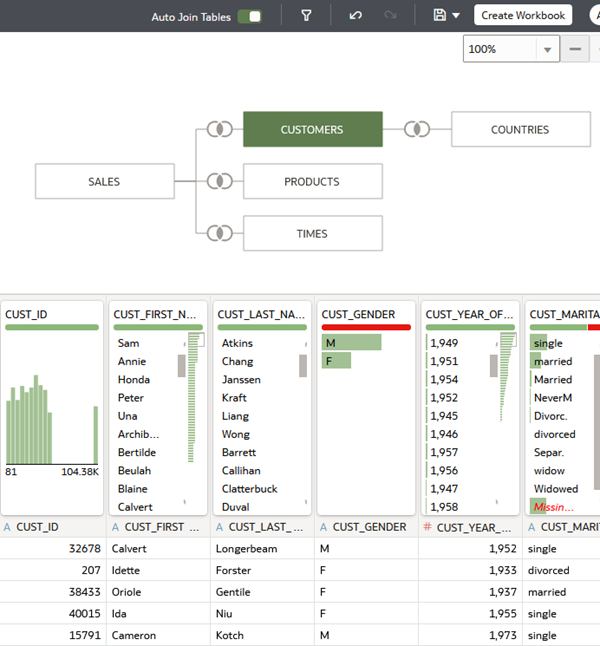 Auto Join Tables
Create Workbook
100%
CUSTOMERS
COUNTRIES
SALES
PRODUCTS
TIMES
CUST_ID
CUST_FIRST_N...
CUST_LAST_NA...
CUST_GENDER
CUST_YEAR_OF...
CUST_MARITA
81
104.38K
Sam
Annie
Honda
Peter
Una
Archib...
Bertilde
Beulah
Blaine
Calvert
Atkins
Chang
Janssen
Kraft
Liang
Wong
Barrett
Callihan
Clatterbuck
Duval
M
F
1,949
1,951
1,954
1,952
1,945
1,946
1,957
1,956
1,947
1,958
single
married
Married
NeverM
Divorc.
divorced
Separ.
widow
Widowed
Missin...
A CUST_ID A CUST_FIRST ... A CUST_LAST_ ... A CUST_GENDER # CUST_YEAR_... A CUST_MARI
32678 Calvert Longerbeam M 1,952 single
207 Idette Forster F 1,933 divorced
38433 Oriole Gentile F 1,937 married
40015 Ida Niu F 1,955 single
15791 Cameron Kotch M 1,973 single